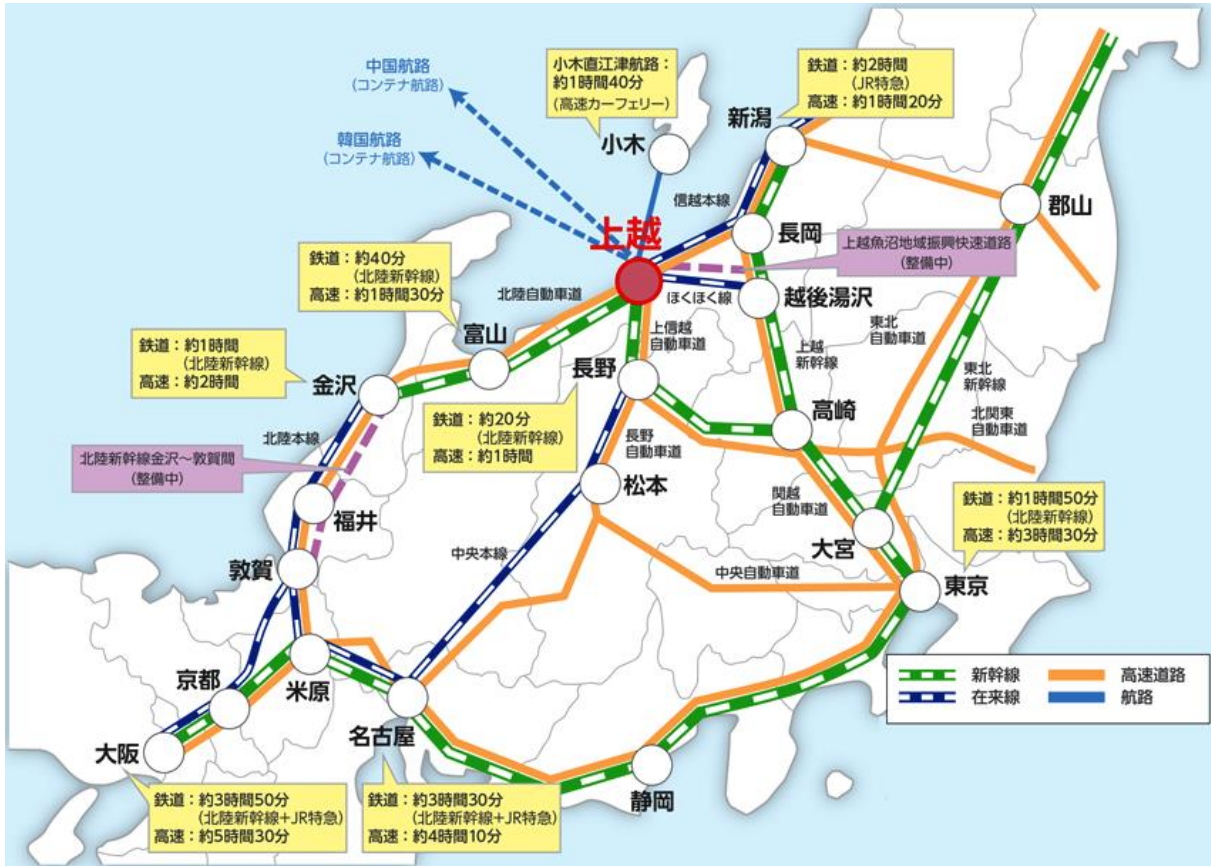 中国航路
(コンテナ航路)
韓国航路
(コンテナ航路)
小木直江津航路：
約1時間40分
(高速カーフェリー)
小木
鉄道：約2時間
(JR特急)
高速：約1時間20分
新潟
信越本線
郡山
長岡
上越
上越魚沼地域振興快速道路
(整備中)
鉄道：約40分
(北陸新幹線)
高速：約1時間30分
北陸自動車道
ほくほく線
越後湯沢
富山
上信越
自動車道
上越
新幹線
東北
自動車道
鉄道：約1時間
(北陸新幹線)
高速：約2時間
金沢
長野
東北
新幹線
高崎
北関東
自動車道
鉄道：約20分
(北陸新幹線)
高速：約1時間
北陸本線
長野
自動車道
北陸新幹線金沢～敦賀間
(整備中)
松本
関越
自動車道
福井
鉄道：約1時間50分
(北陸新幹線)
高速：約3時間30分
大宮
敦賀
中央本線
中央自動車道
東京
京都
米原
新幹線
高速道路
在来線
航路
大阪
名古屋
静岡
鉄道：約3時間50分
(北陸新幹線+JR特急)
高速：約5時間30分
鉄道：約3時間30分
(北陸新幹線+JR特急)
高速：約4時間10分